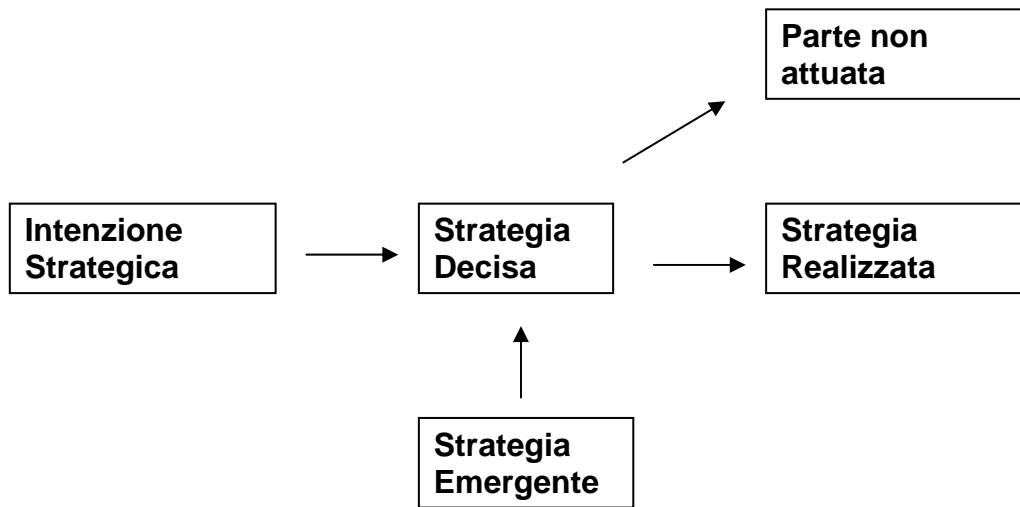 Parte non
attuata
Intenzione
Strategica
Strategia
Decisa
Strategia
Realizzata
Strategia
Emergente